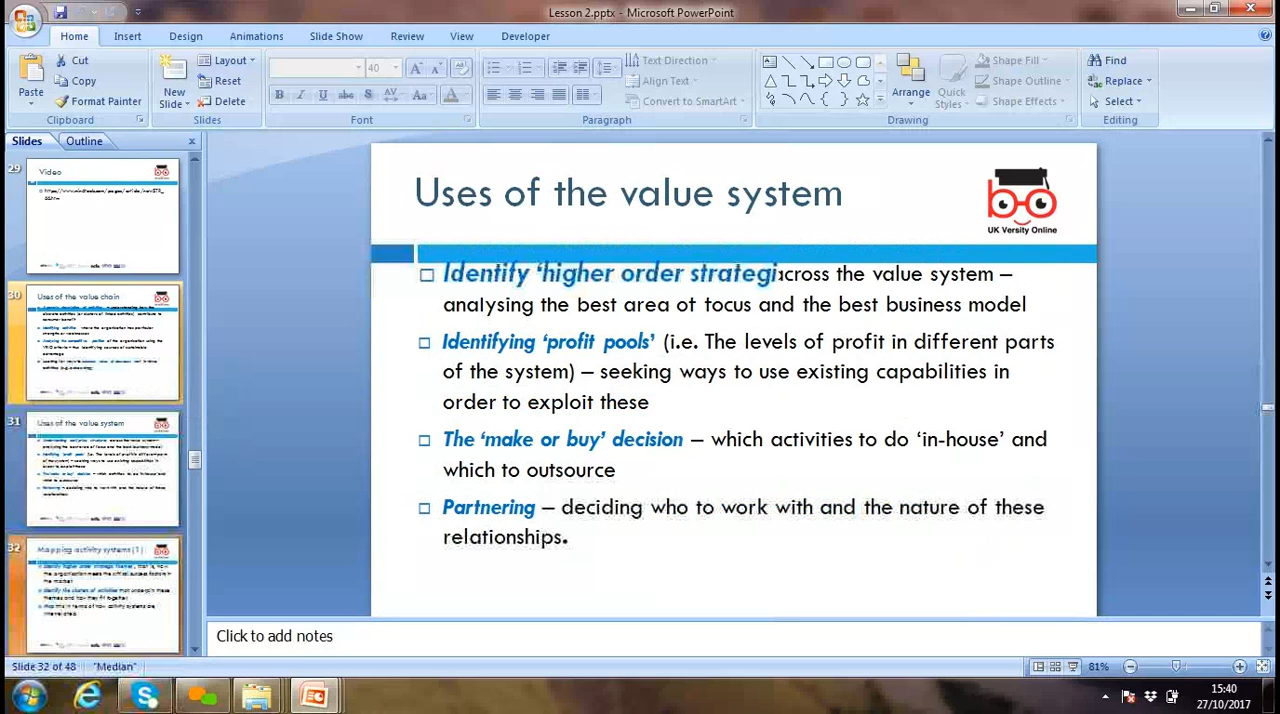 Lesson 2.pptx - Microsoft PowerPoint
Home Insert Design Animations Slide Show Review View Developer
Paste
Cut
Copy
Format Painter
Clipboard
New Slide
Layout
Reset
Delete
Slides
40
B I U abc S AV Aa A
Font
Text Direction
Align Text
Convert to SmartArt
Paragraph
Arrange
Quick Styles
Shape Fill
Shape Outline
Shape Effects
Drawing
Find
Replace
Select
Editing
Slides Outline
29
Video
30
Uses of the value chain
31
Uses of the value system
32
Mapping activity systems (1)
Uses of the value system
UK Versity Online
Identify ‘higher order strategi across the value system –
analysing the best area of focus and the best business model
Identifying ‘profit pools’ (i.e. The levels of profit in different parts
of the system) – seeking ways to use existing capabilities in
order to exploit these
The ‘make or buy’ decision – which activities to do ‘in-house’ and
which to outsource
Partnering – deciding who to work with and the nature of these
relationships.
Click to add notes
Slide 32 of 48 "Median" 81%
15:40
27/10/2017